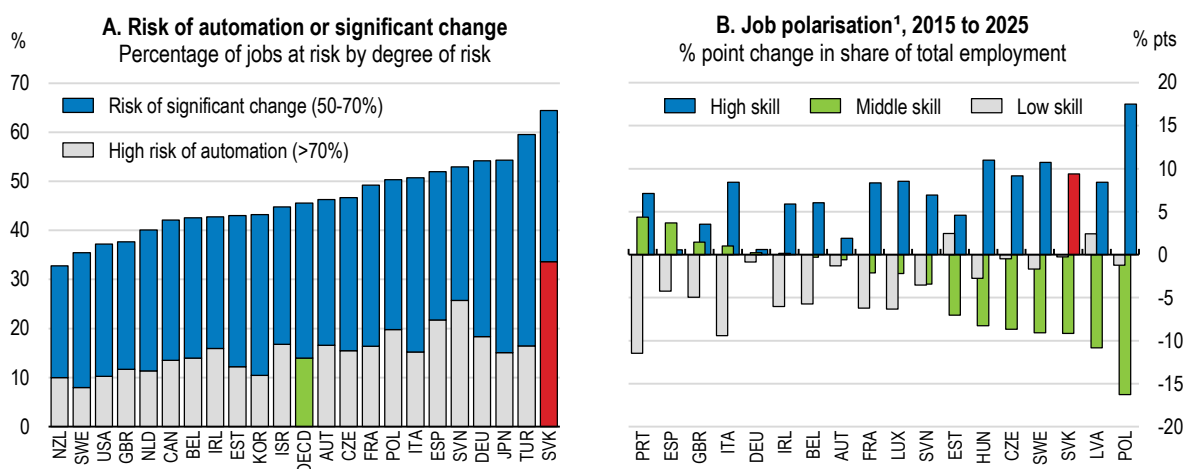 A. Risk of automation or significant change
Percentage of jobs at risk by degree of risk
%
70
60
50
40
30
20
10
0
Risk of significant change (50-70%)
High risk of automation (>70%)
NZL
SWE
USA
GBR
NLD
CAN
BEL
IRL
EST
KOR
ISR
OECD
AUT
CZE
FRA
POL
ITA
ESP
SVN
DEU
JPN
TUR
SVK
B. Job polarisation¹, 2015 to 2025
% point change in share of total employment
% pts
High skill
Middle skill
Low skill
20
15
10
5
0
-5
-10
-15
-20
PRT
ESP
GBR
ITA
DEU
IRL
BEL
AUT
FRA
LUX
SVN
EST
HUN
CZE
SWE
SVK
LVA
POL